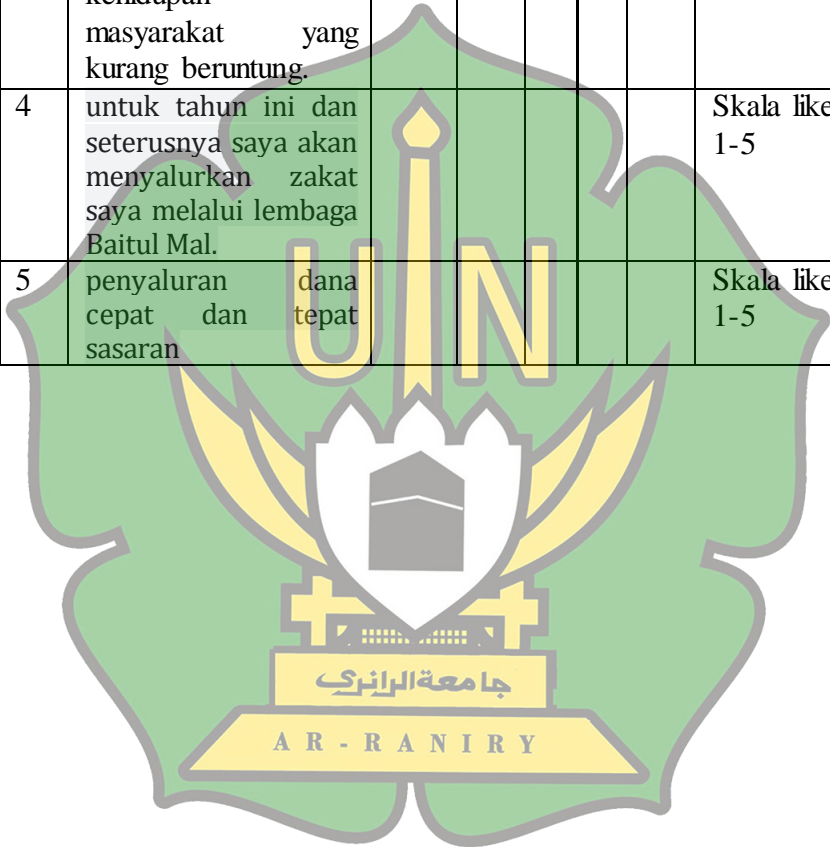 masyarakat yang
kurang beruntung.
4 untuk tahun ini dan Skala like
seterusnya saya akan 1-5
menyalurkan zakat
saya melalui lembaga
Baitul Mal.
5 penyaluran dana Skala like
cepat dan tepat 1-5
sasaran
UIN
جامعة الرانري
AR-RANIRY